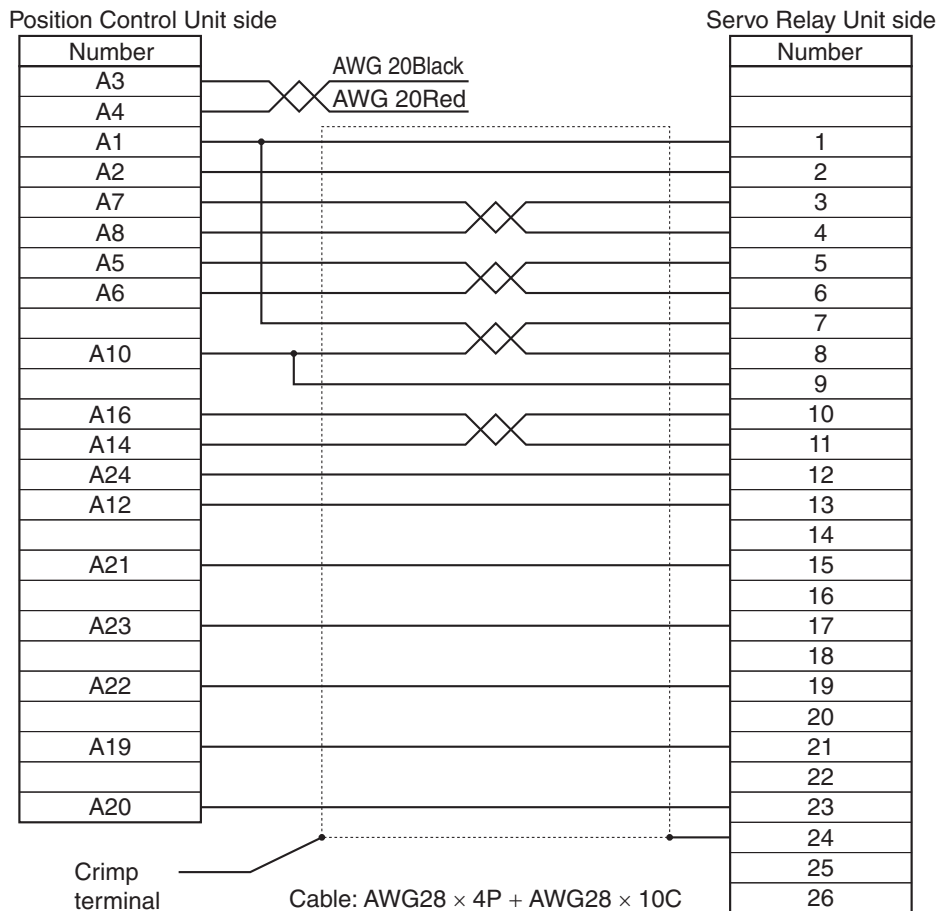 Position Control Unit side
Servo Relay Unit side
Number
Number
A3
AWG 20Black
A4
AWG 20Red
A1
1
A2
2
A7
3
A8
4
A5
5
A6
6
7
A10
8
9
A16
10
A14
11
A24
12
A12
13
14
A21
15
16
A23
17
18
A22
19
20
A19
21
22
A20
23
24
25
26
Crimp
terminal
Cable: AWG28 × 4P + AWG28 × 10C